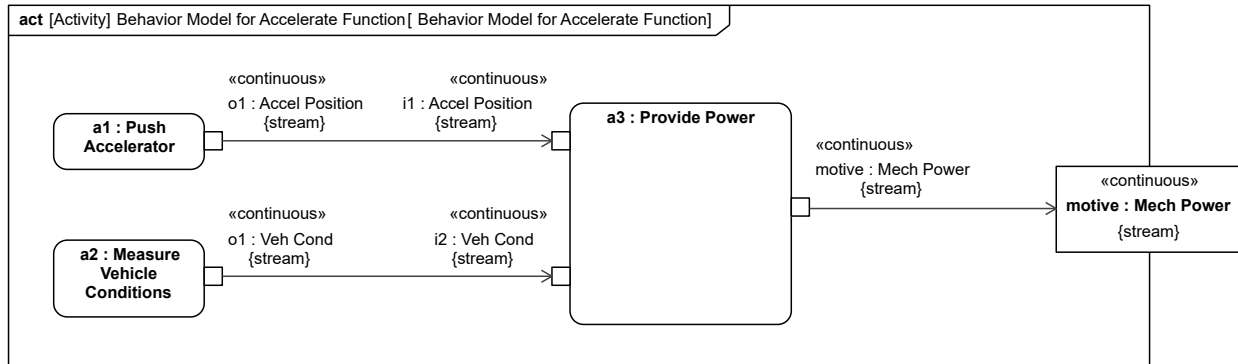 act [Activity] Behavior Model for Accelerate Function[ Behavior Model for Accelerate Function]
«continuous»
o1 : Accel Position
{stream}
«continuous»
i1 : Accel Position
{stream}
a1 : Push
Accelerator
a3 : Provide Power
«continuous»
motive : Mech Power
{stream}
«continuous»
motive : Mech Power
{stream}
«continuous»
o1 : Veh Cond
{stream}
«continuous»
i2 : Veh Cond
{stream}
a2 : Measure
Vehicle
Conditions